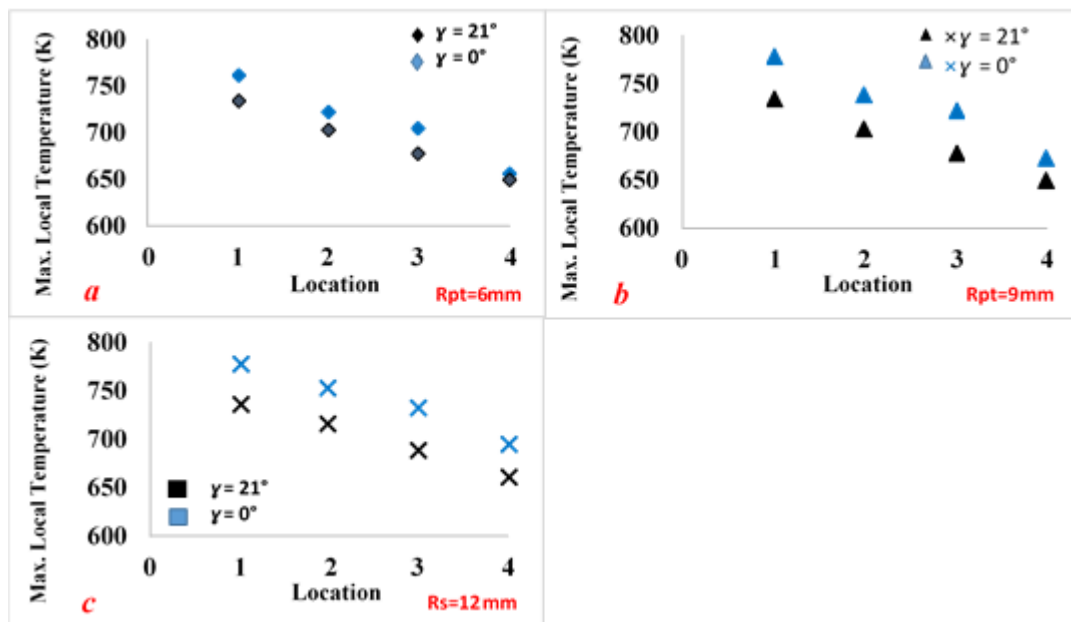 Max. Local Temperature (K)
800
750
700
650
600
0
1
2
3
4
Location
γ = 21°
γ = 0°
a
Rpt=6mm
Max. Local Temperature (K)
800
750
700
650
600
0
1
2
3
4
Location
×γ = 21°
×γ = 0°
b
Rpt=9mm
Max. Local Temperature (K)
800
750
700
650
600
0
1
2
3
4
Location
γ = 21°
γ = 0°
c
Rs=12mm